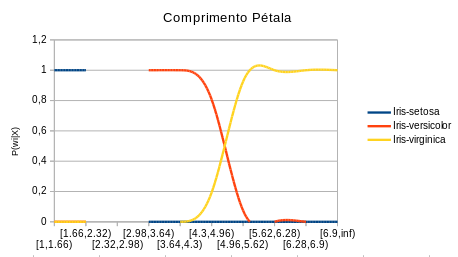 Comprimento Pétala
1,2
1
0,8
0,6
0,4
0,2
0
P(wi|X)
Iris-setosa
Iris-versicolor
Iris-virginica
[1.66,2.32) [2.98,3.64) [4.3,4.96) [5.62,6.28) [6.9,inf)
[1,1.66) [2.32,2.98) [3.64,4.3) [4.96,5.62) [6.28,6.9)